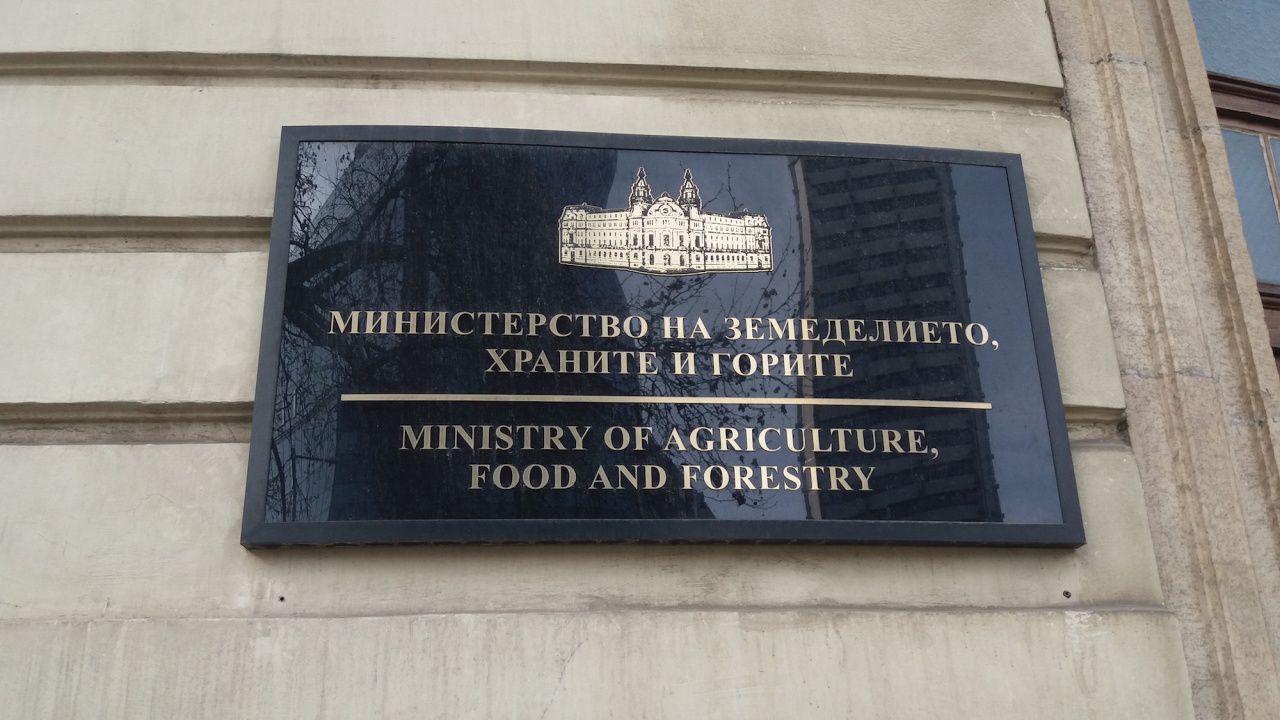 МИНИСТЕРСТВО НА ЗЕМЕДЕЛИЕТО,
ХРАНИТЕ И ГОРИТЕ
MINISTRY OF AGRICULTURE,
FOOD AND FORESTRY